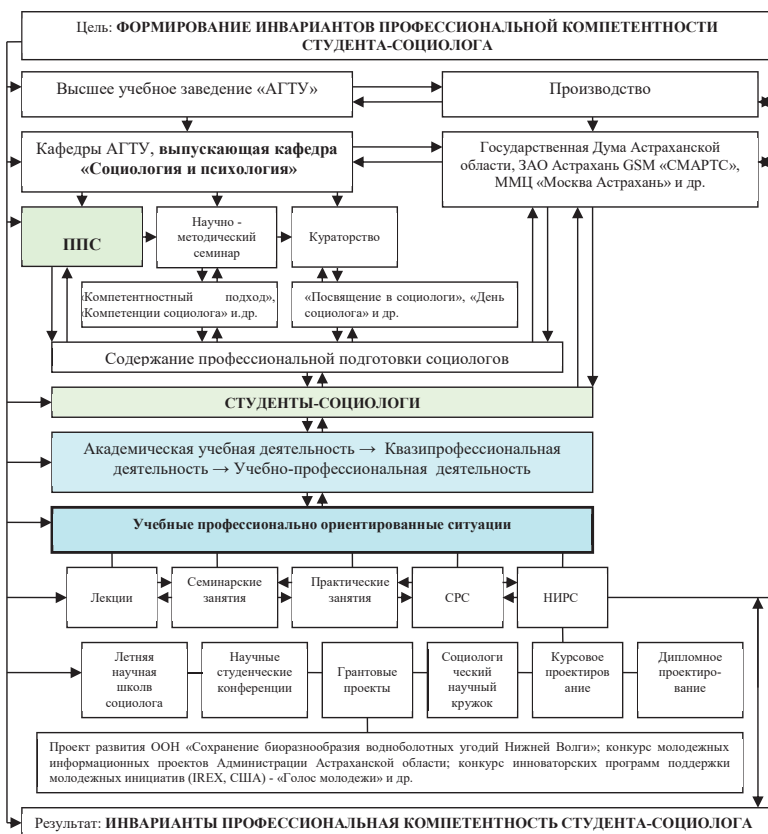 Цель: ФОРМИРОВАНИЕ ИНВАРИАНТОВ ПРОФЕССИОНАЛЬНОЙ КОМПЕТЕНТНОСТИ
СТУДЕНТА-СОЦИОЛОГА
Высшее учебное заведение «АГТУ»
Производство
Кафедры АГТУ, выпускающая кафедра
«Социология и психология»
Государственная Дума Астраханской
области, ЗАО Астрахань GSM «СМАРТС»,
ММЦ «Москва Астрахань» и др.
ППС
Научно -
методический
семинар
Кураторство
«Компетентностный подход»,
«Компетенции социолога» и.др.
«Посвящение в социологи», «День
социолога» и др.
Содержание профессиональной подготовки социологов
СТУДЕНТЫ-СОЦИОЛОГИ
Академическая учебная деятельность → Квазипрофессиональная
деятельность → Учебно-профессиональная деятельность
Учебные профессионально ориентированные ситуации
Лекции
Семинарские
занятия
Практические
занятия
СРС
НИРС
Летняя
научная
школв
социолога
Научные
студенческие
конференции
Грантовые
проекты
Социологи
ческий
научный
кружок
Курсовое
проектиров
ание
Дипломное
проектиро-
вание
Проект развития ООН «Сохранение биоразнообразия водноболотных угодий Нижней Волги»; конкурс молодежных
информационных проектов Администрации Астраханской области; конкурс инноваторских программ поддержки
молодежных инициатив (IREX, США) - «Голос молодежи» и др.
Результат: ИНВАРИАНТЫ ПРОФЕССИОНАЛЬНАЯ КОМПЕТЕНТНОСТЬ СТУДЕНТА-СОЦИОЛОГА